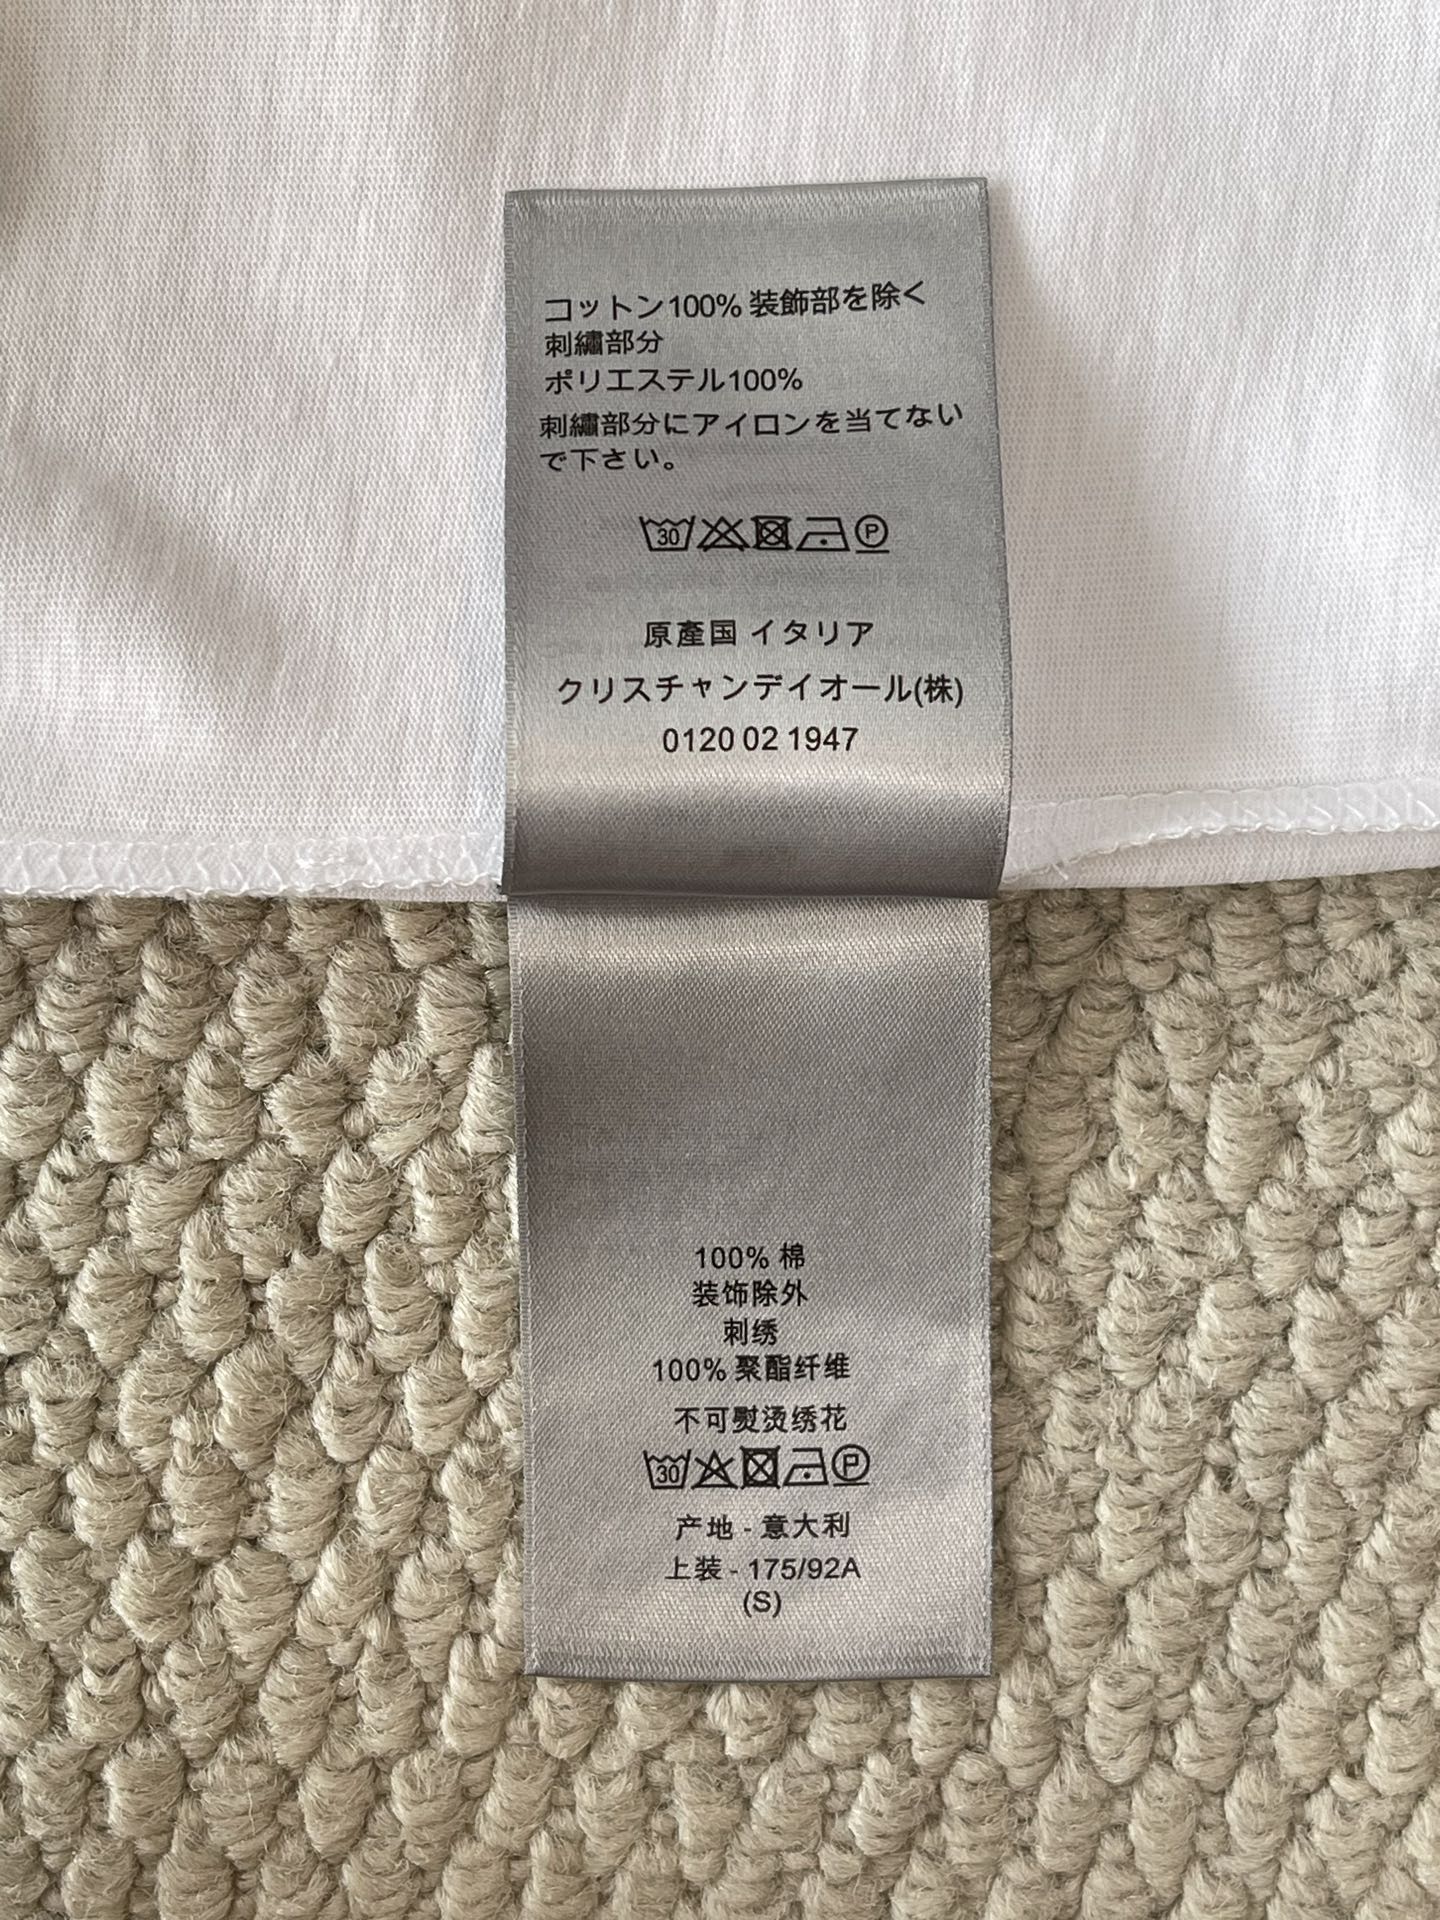 コットン100% 装飾部を除く
刺繍部分
ポリエステル100%
刺繍部分にアイロンを当てない
で下さい。
30 P
原產国 イタリア
クリスチャンデイオール(株)
0120 02 1947
100% 棉
装饰除外
刺绣
100% 聚酯纤维
不可熨烫绣花
30 P
产地 - 意大利
上装 - 175/92A
(S)